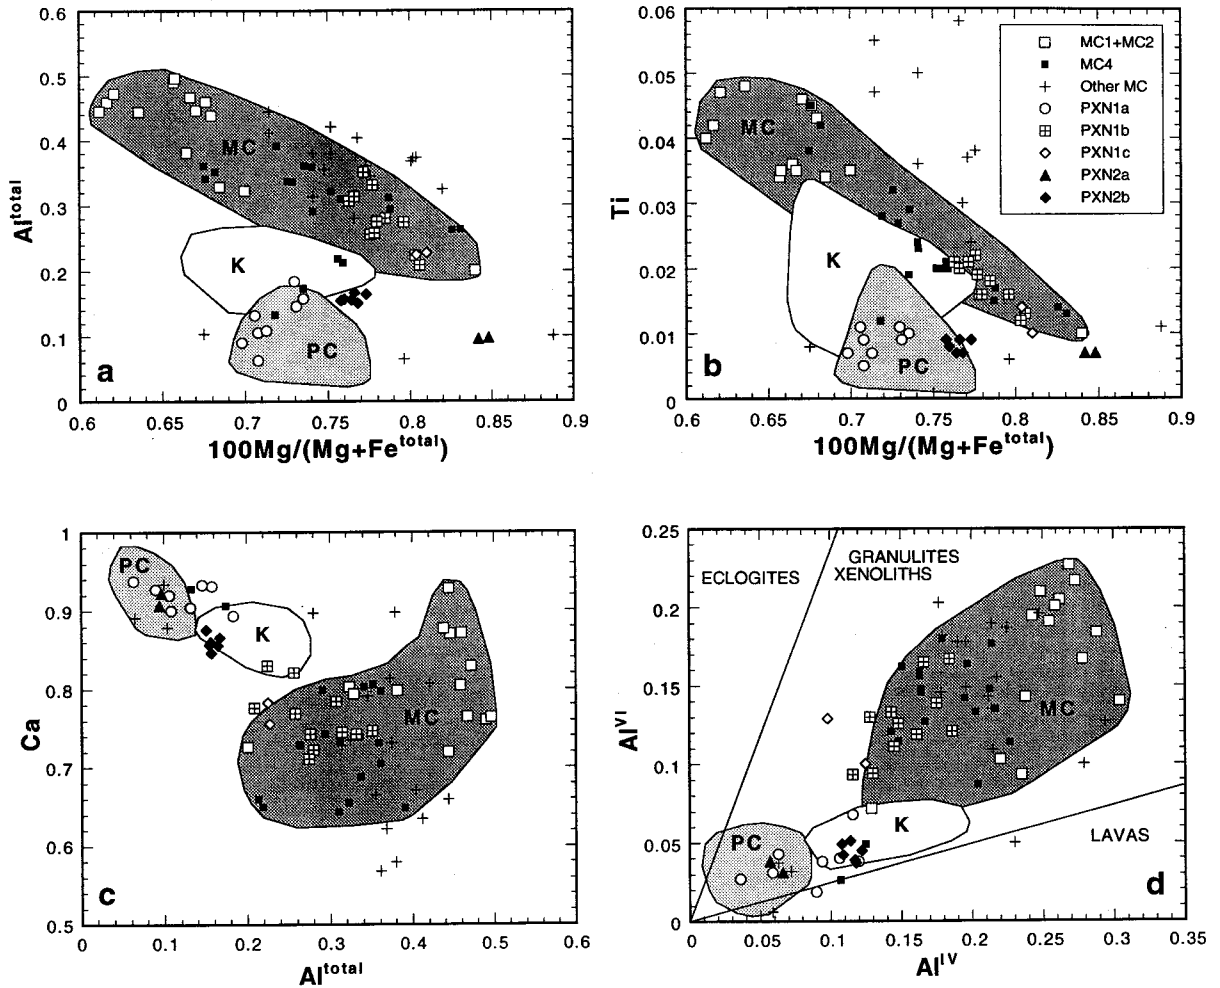 0.6
0.5
0.4
0.3
0.2
0.1
0
Al^total
MC
K
PC
a
0.6 0.65 0.7 0.75 0.8 0.85 0.9
100Mg/(Mg+Fe^total)
0.06
0.05
0.04
0.03
0.02
0.01
0
Ti
MC
K
PC
b
MC1+MC2
MC4
Other MC
PXN1a
PXN1b
PXN1c
PXN2a
PXN2b
0.6 0.65 0.7 0.75 0.8 0.85 0.9
100Mg/(Mg+Fe^total)
1
0.9
0.8
0.7
0.6
0.5
Ca
PC
K
MC
c
0 0.1 0.2 0.3 0.4 0.5 0.6
Al^total
0.25
0.2
0.15
0.1
0.05
0
Al^VI
ECLOGITES
GRANULITES
XENOLITHS
MC
K
PC
LAVAS
d
0 0.05 0.1 0.15 0.2 0.25 0.3 0.35
Al^IV